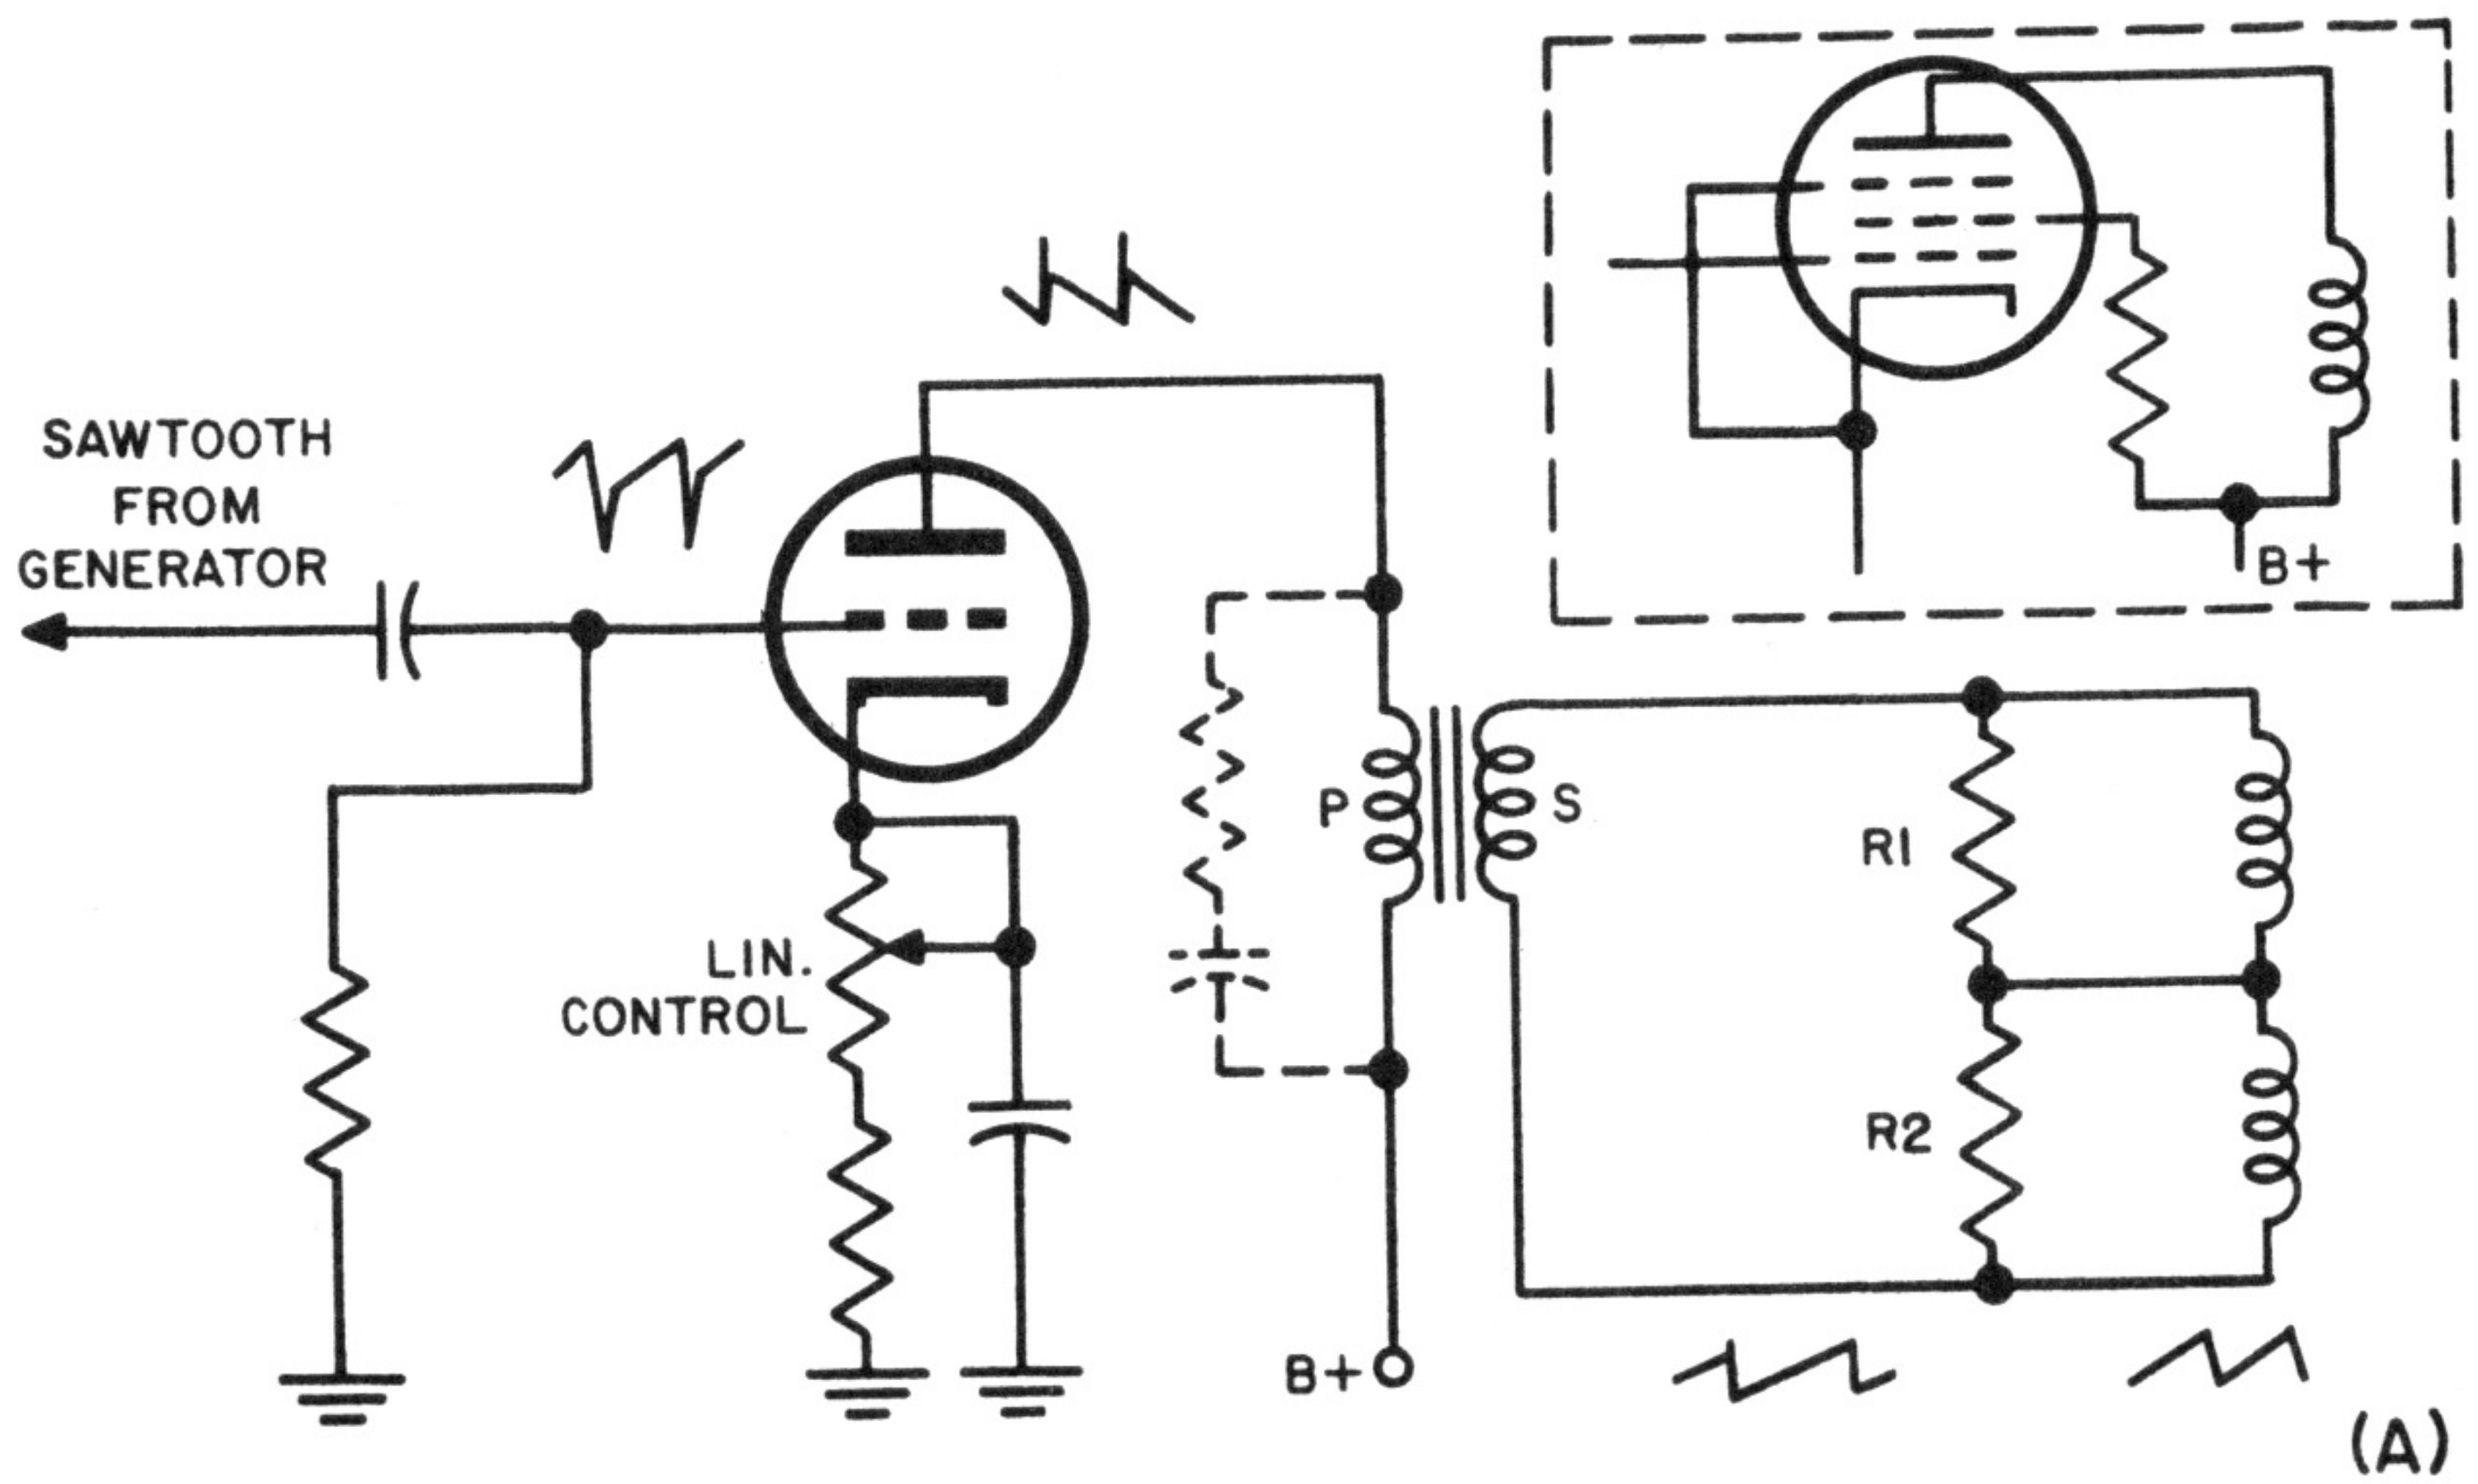 SAWTOOTH
FROM
GENERATOR
B+
P
S
R1
LIN.
CONTROL
R2
B+
(A)